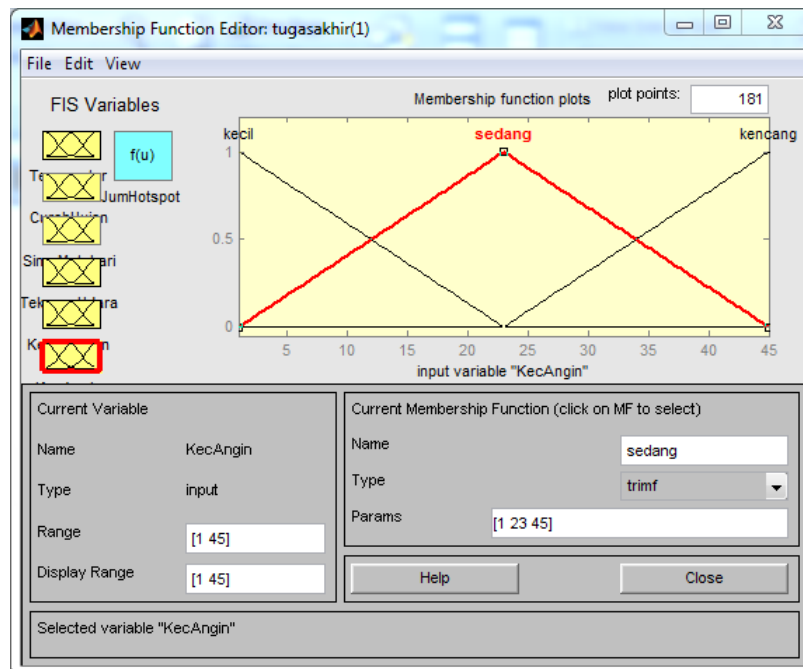 Membership Function Editor: tugasakhir(1)
File Edit View
FIS Variables
f(u)
JumHotspot
Membership function plots
plot points:
181
kecil
sedang
kencang
1
0.5
0
5 10 15 20 25 30 35 40 45
input variable "KecAngin"
Current Variable
Name KecAngin
Type input
Range [1 45]
Display Range [1 45]
Current Membership Function (click on MF to select)
Name sedang
Type trimf
Params [1 23 45]
Help
Close
Selected variable "KecAngin"